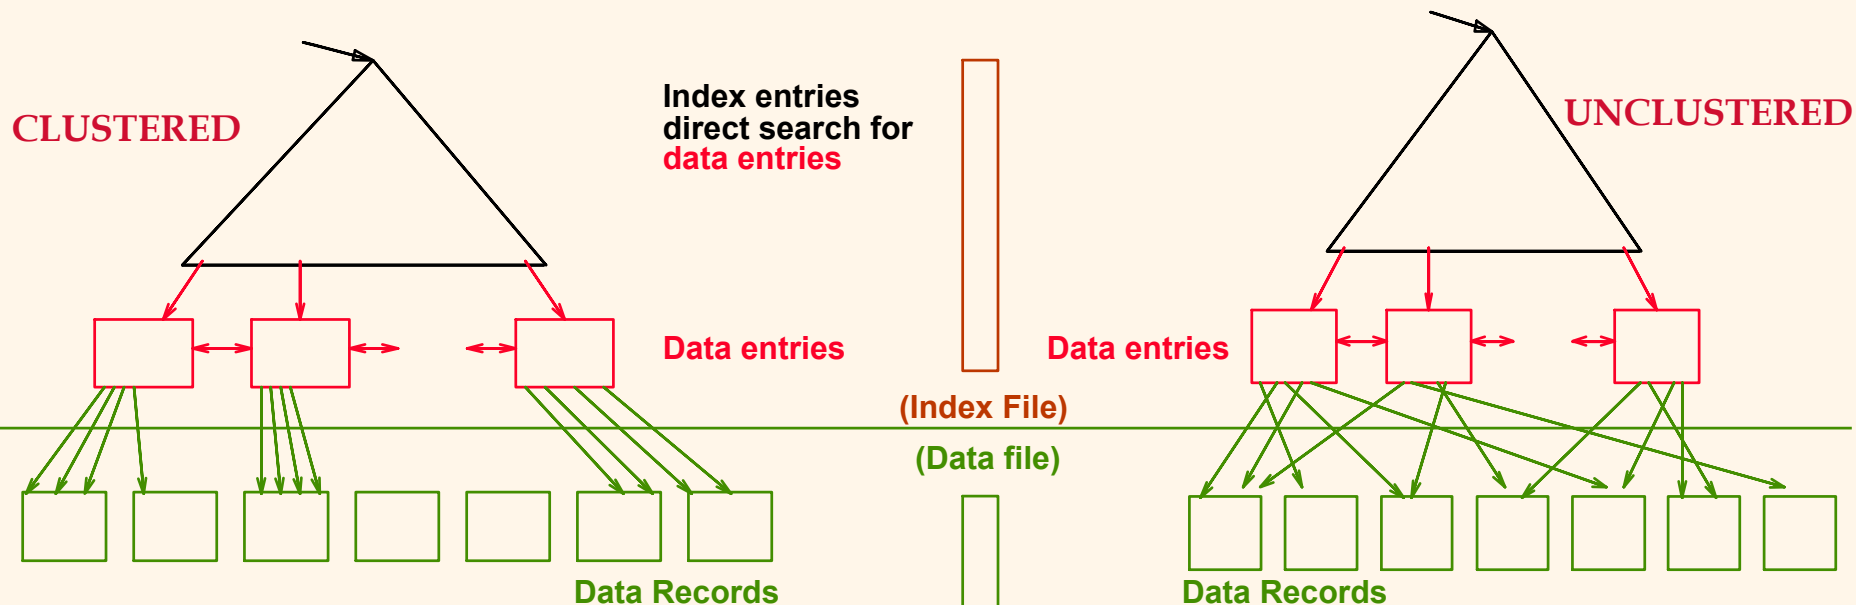 CLUSTERED
Index entries
direct search for
data entries
UNCLUSTERED
Data entries
Data entries
(Index File)
(Data file)
Data Records
Data Records